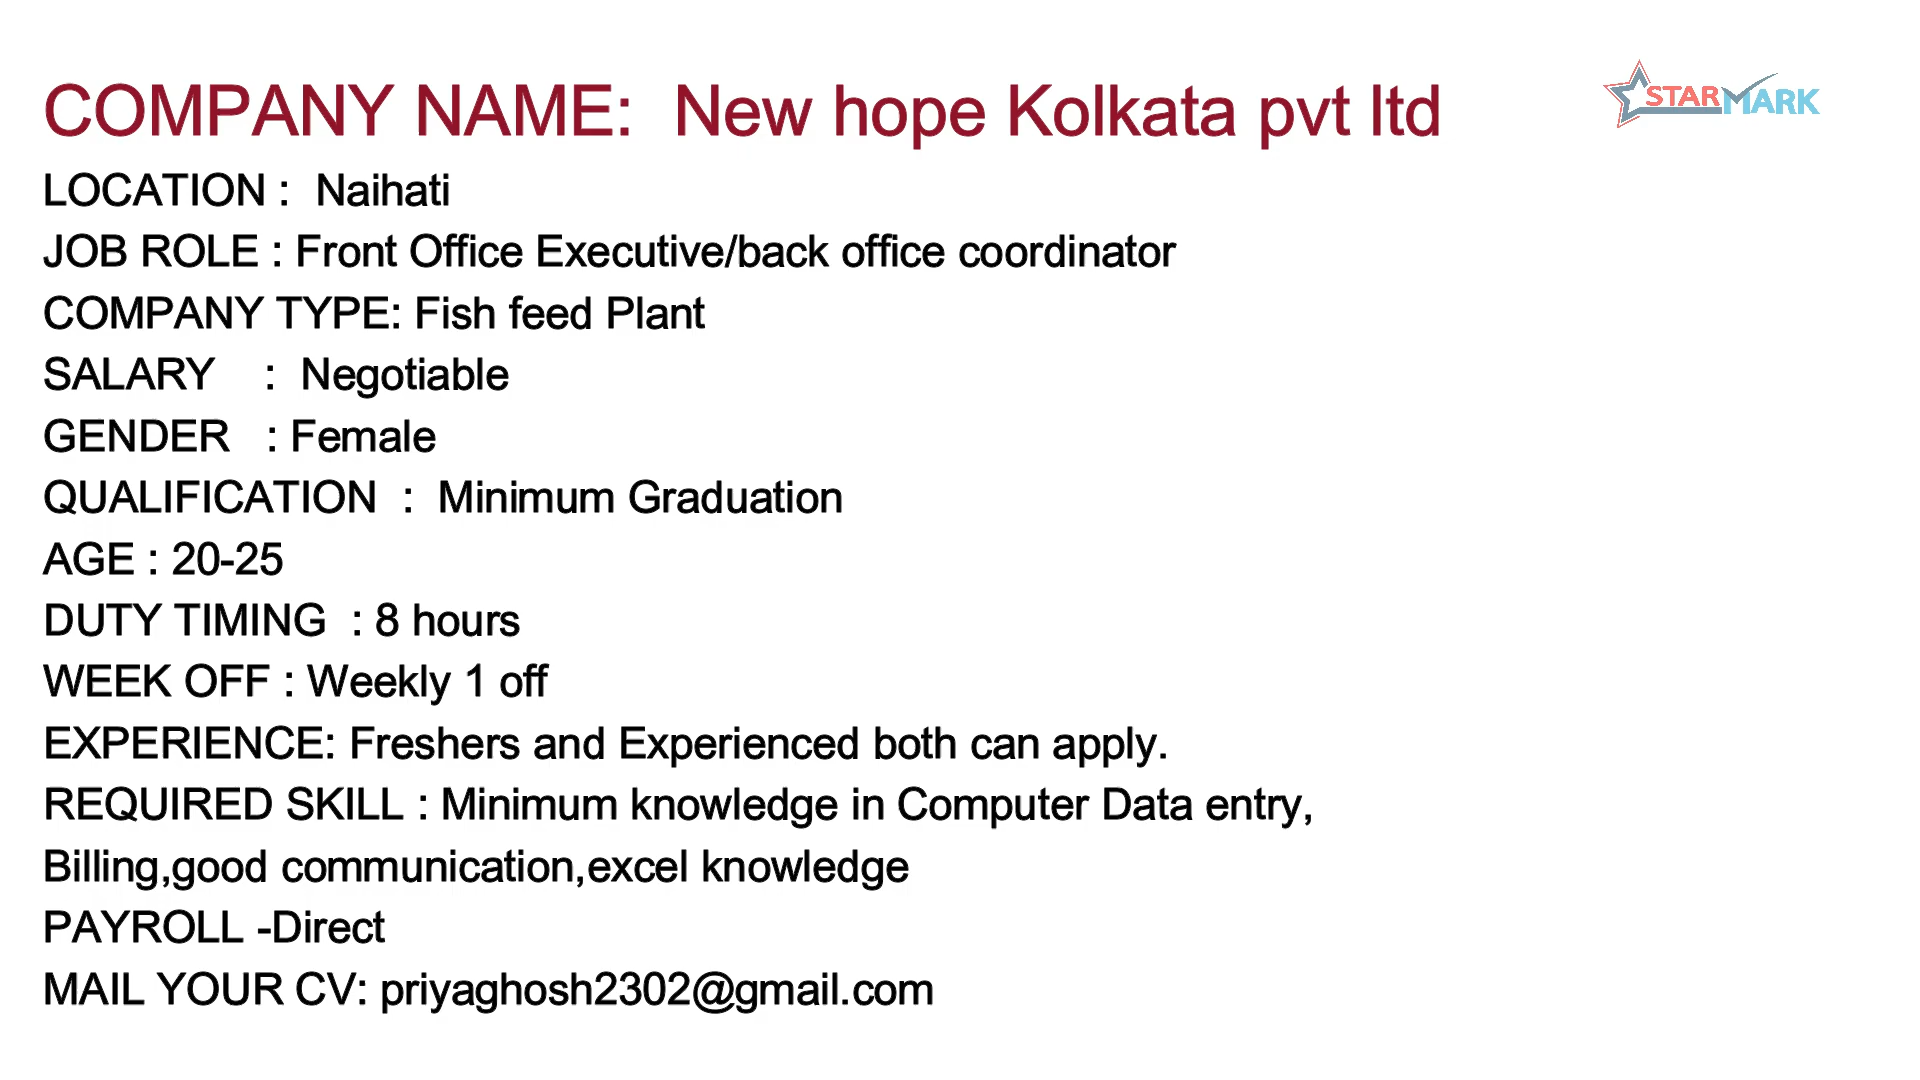 COMPANY NAME:  New hope Kolkata pvt ltd
STARMARK
LOCATION :  Naihati
JOB ROLE : Front Office Executive/back office coordinator
COMPANY TYPE: Fish feed Plant
SALARY    :  Negotiable
GENDER   : Female
QUALIFICATION  :  Minimum Graduation
AGE : 20-25
DUTY TIMING  : 8 hours
WEEK OFF : Weekly 1 off
EXPERIENCE: Freshers and Experienced both can apply.
REQUIRED SKILL : Minimum knowledge in Computer Data entry,
Billing,good communication,excel knowledge
PAYROLL -Direct
MAIL YOUR CV: priyaghosh2302@gmail.com